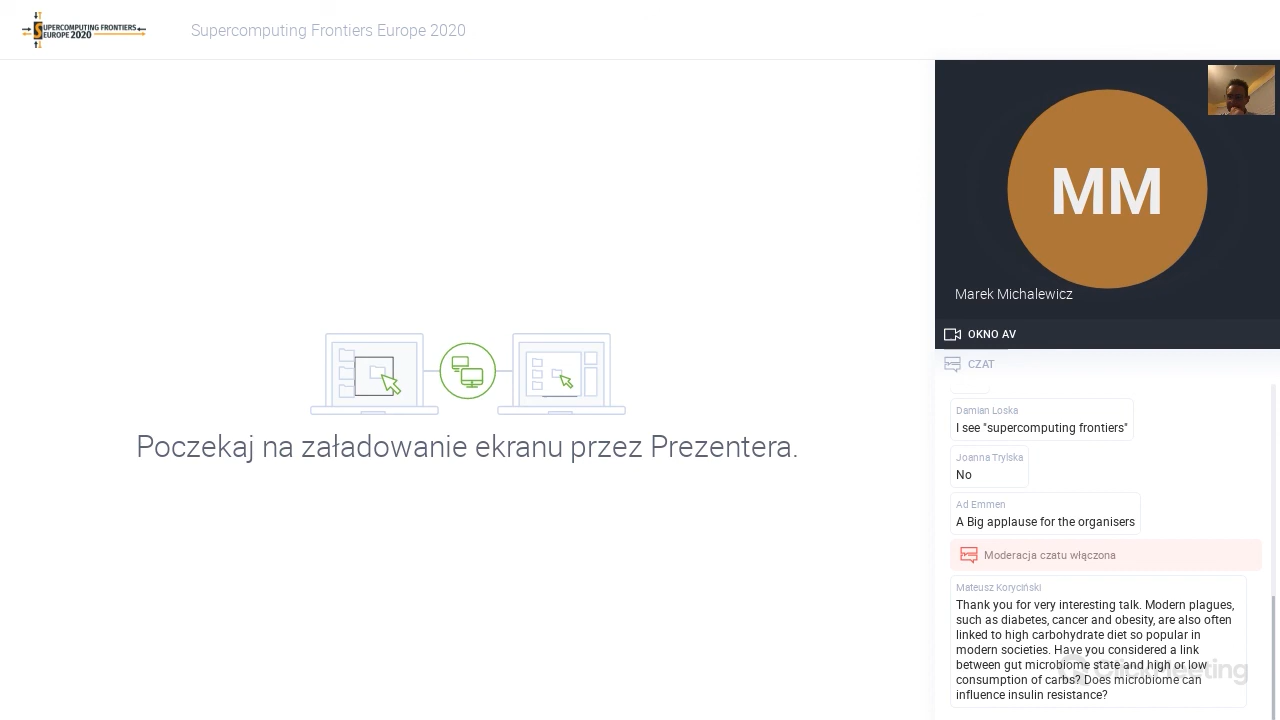 SUPERCOMPUTING FRONTIERS
EUROPE 2020
Supercomputing Frontiers Europe 2020
MM
Marek Michalewicz
OKNO AV
CZAT
Damian Loska
I see "supercomputing frontiers"
Joanna Trylska
No
Ad Emmen
A Big applause for the organisers
Moderacja czatu włączona
Mateusz Koryciński
Thank you for very interesting talk. Modern plagues,
such as diabetes, cancer and obesity, are also often
linked to high carbohydrate diet so popular in
modern societies. Have you considered a link
between gut microbiome state and high or low
consumption of carbs? Does microbiome can
influence insulin resistance?
ClickMeeting
Poczekaj na załadowanie ekranu przez Prezentera.